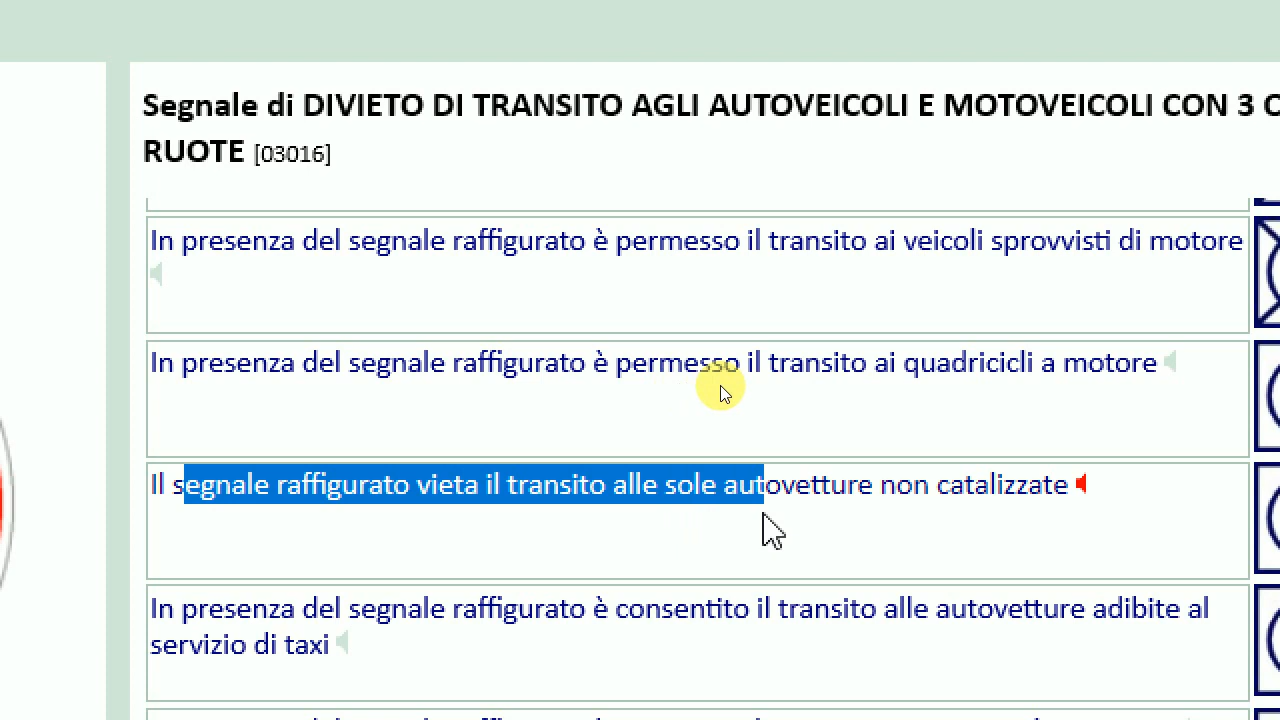 Segnale di DIVIETO DI TRANSITO AGLI AUTOVEICOLI E MOTOVEICOLI CON 3
RUOTE [03016]
In presenza del segnale raffigurato è permesso il transito ai veicoli sprovvisti di motore
In presenza del segnale raffigurato è permesso il transito ai quadricicli a motore
Il segnale raffigurato vieta il transito alle sole autovetture non catalizzate
In presenza del segnale raffigurato è consentito il transito alle autovetture adibite al
servizio di taxi